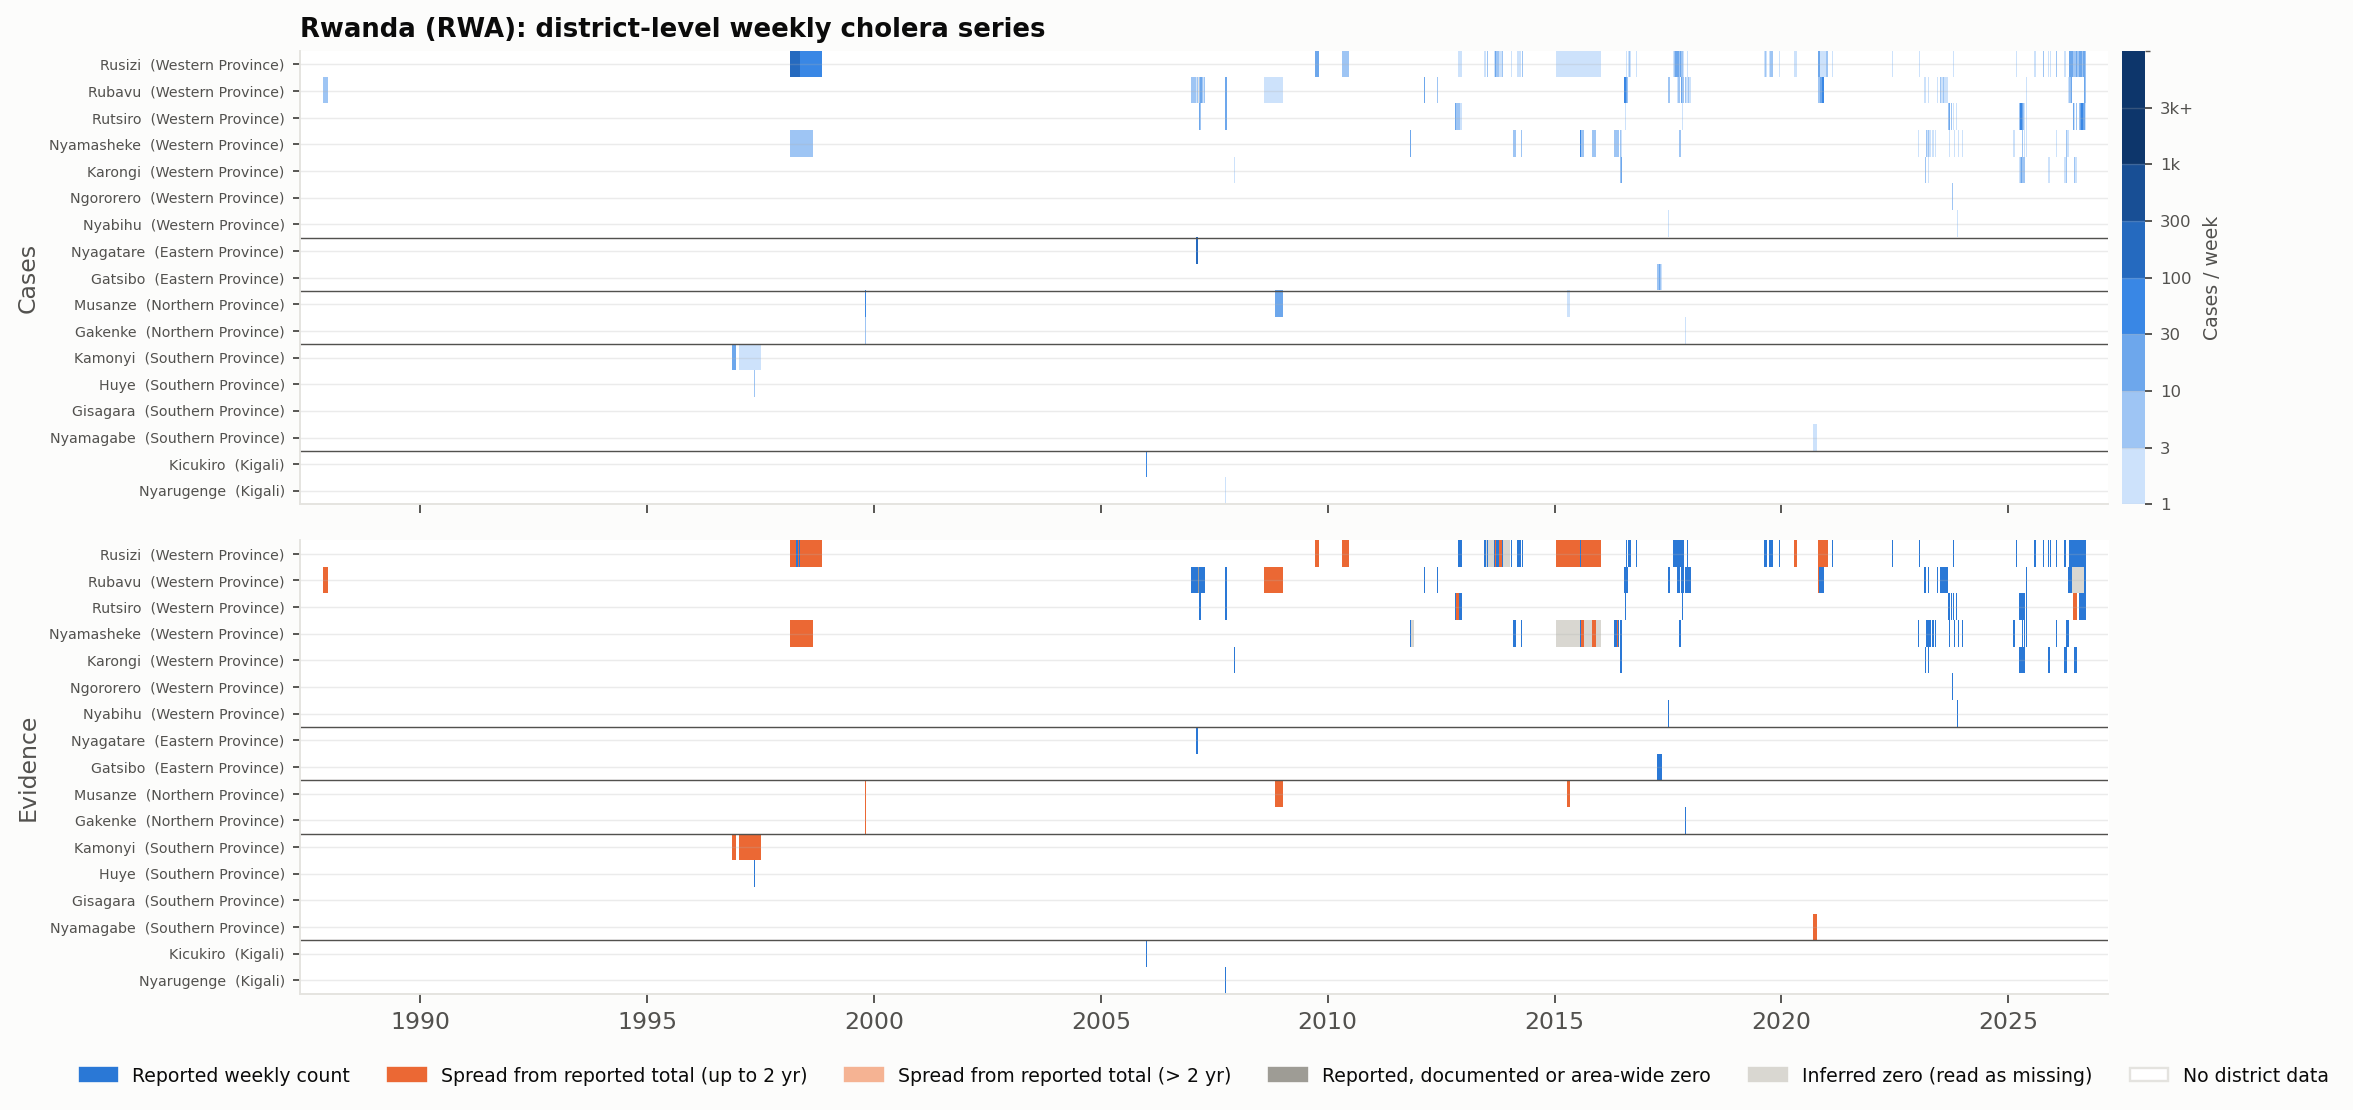 Rwanda (RWA): district-level weekly cholera series
Cases
Rusizi  (Western Province)
Rubavu  (Western Province)
Rutsiro  (Western Province)
Nyamasheke  (Western Province)
Karongi  (Western Province)
Ngororero  (Western Province)
Nyabihu  (Western Province)
Nyagatare  (Eastern Province)
Gatsibo  (Eastern Province)
Musanze  (Northern Province)
Gakenke  (Northern Province)
Kamonyi  (Southern Province)
Huye  (Southern Province)
Gisagara  (Southern Province)
Nyamagabe  (Southern Province)
Kicukiro  (Kigali)
Nyarugenge  (Kigali)
3k+
1k
300
100
30
10
3
1
Cases / week
Evidence
Rusizi  (Western Province)
Rubavu  (Western Province)
Rutsiro  (Western Province)
Nyamasheke  (Western Province)
Karongi  (Western Province)
Ngororero  (Western Province)
Nyabihu  (Western Province)
Nyagatare  (Eastern Province)
Gatsibo  (Eastern Province)
Musanze  (Northern Province)
Gakenke  (Northern Province)
Kamonyi  (Southern Province)
Huye  (Southern Province)
Gisagara  (Southern Province)
Nyamagabe  (Southern Province)
Kicukiro  (Kigali)
Nyarugenge  (Kigali)
1990 1995 2000 2005 2010 2015 2020 2025
Reported weekly count Spread from reported total (up to 2 yr) Spread from reported total (> 2 yr) Reported, documented or area-wide zero Inferred zero (read as missing) No district data